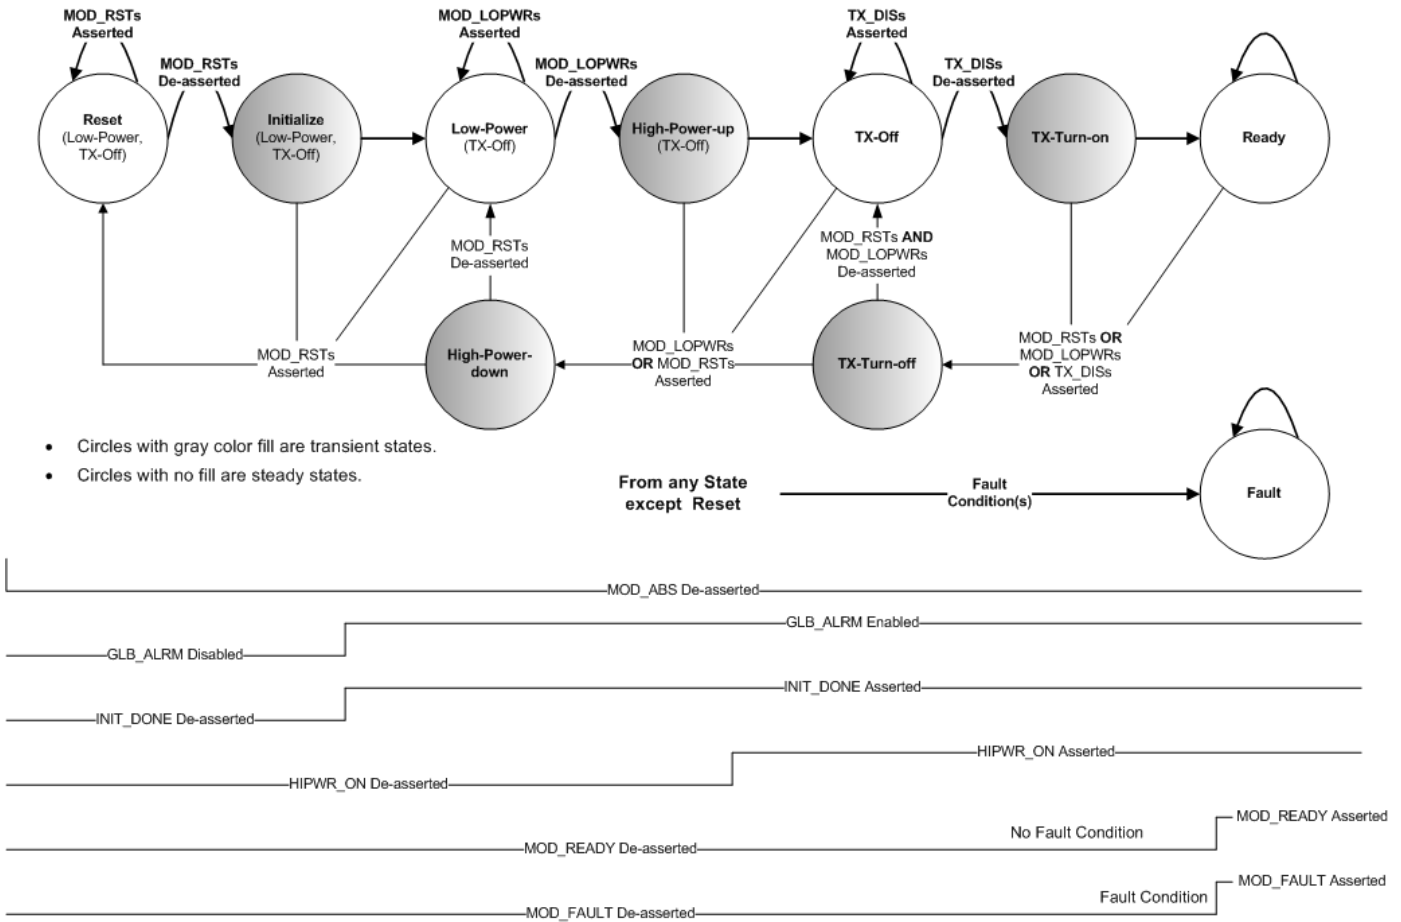 MOD_RSTs
Asserted
MOD_RSTs
De-asserted
MOD_LOPWRs
Asserted
MOD_LOPWRs
De-asserted
TX_DISs
Asserted
TX_DISs
De-asserted
Reset
(Low-Power,
TX-Off)
Initialize
(Low-Power,
TX-Off)
Low-Power
(TX-Off)
High-Power-up
(TX-Off)
TX-Off
TX-Turn-on
Ready
MOD_RSTs
De-asserted
MOD_RSTs AND
MOD_LOPWRs
De-asserted
MOD_RSTs
Asserted
High-Power-
down
MOD_LOPWRs
OR MOD_RSTs
Asserted
TX-Turn-off
MOD_RSTs OR
MOD_LOPWRs
OR TX_DISs
Asserted
• Circles with gray color fill are transient states.
• Circles with no fill are steady states.
From any State
except Reset
Fault
Condition(s)
Fault
MOD_ABS De-asserted
GLB_ALRM Enabled
GLB_ALRM Disabled
INIT_DONE Asserted
INIT_DONE De-asserted
HIPWR_ON Asserted
HIPWR_ON De-asserted
MOD_READY Asserted
No Fault Condition
MOD_READY De-asserted
MOD_FAULT Asserted
Fault Condition
MOD_FAULT De-asserted